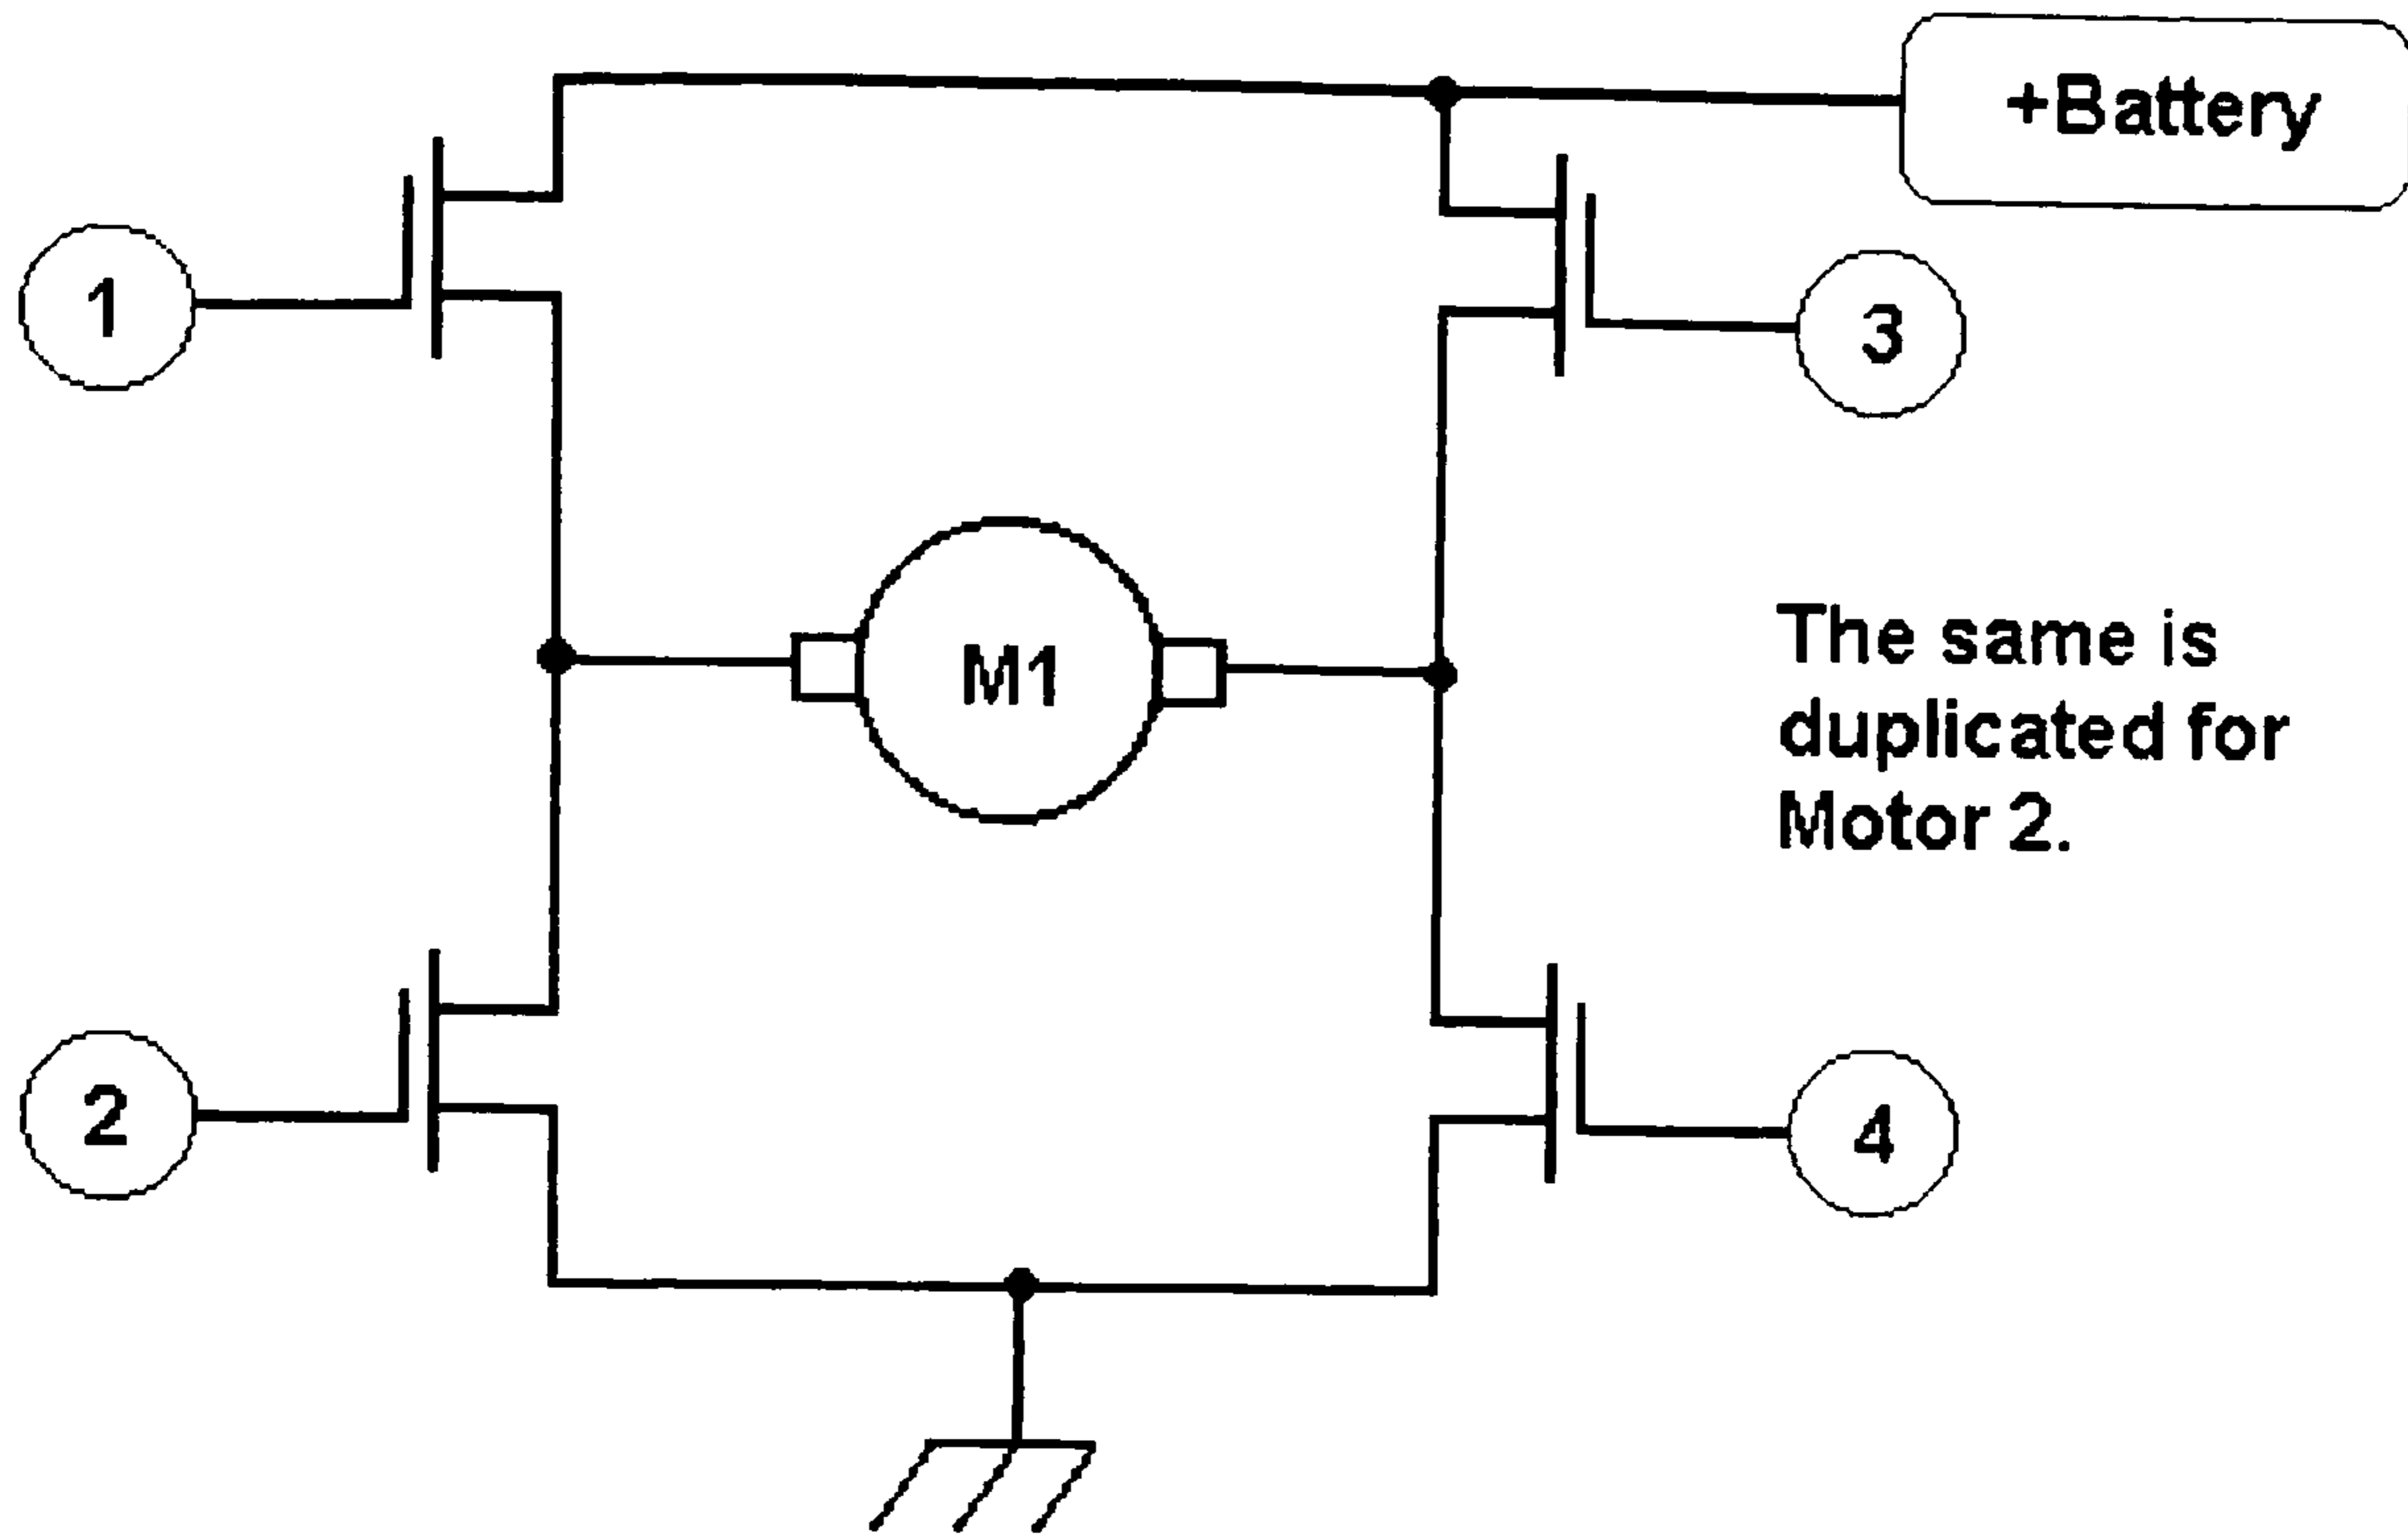 +Battery
1
3
M1
The same is
duplicated for
Motor 2.
2
4